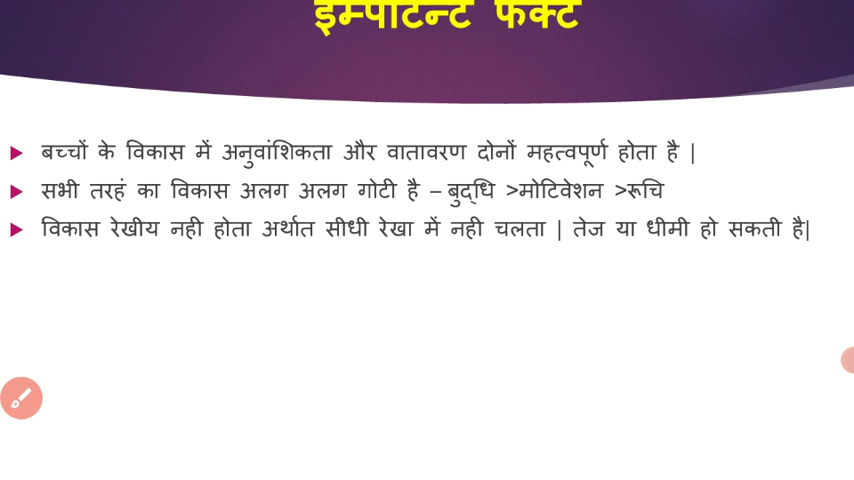 इम्पोर्टेन्ट फैक्ट
बच्चों के विकास में अनुवांशिकता और वातावरण दोनों महत्वपूर्ण होता है |
सभी तरहं का विकास अलग अलग गोटी है – बुद्धि >मोटिवेशन >रूचि
विकास रेखीय नही होता अर्थात सीधी रेखा में नही चलता | तेज या धीमी हो सकती है|